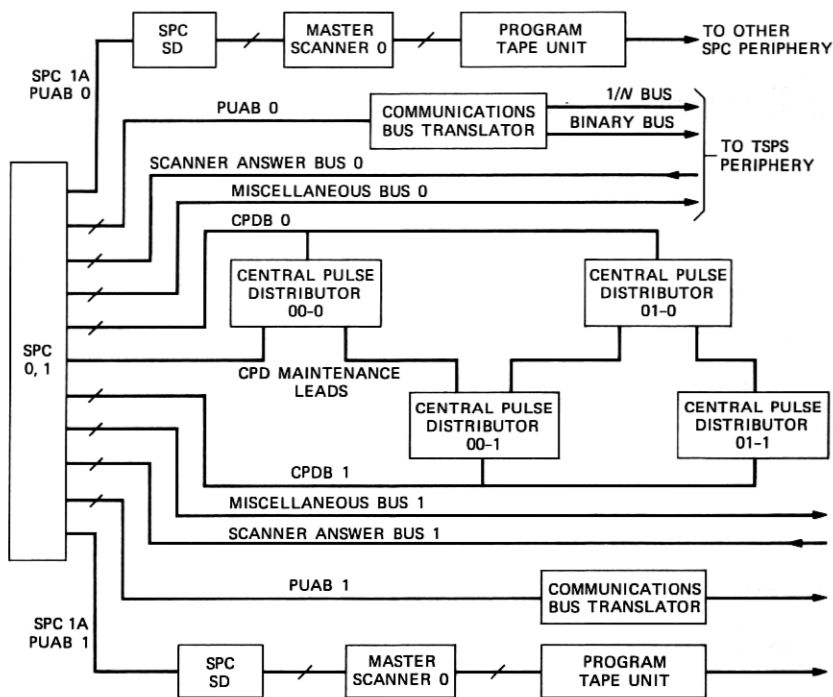 SPC
SD
MASTER
SCANNER 0
PROGRAM
TAPE UNIT
TO OTHER
SPC PERIPHERY
SPC 1A
PUAB 0
PUAB 0
COMMUNICATIONS
BUS TRANSLATOR
1/N BUS
BINARY BUS
TO TSPS
PERIPHERY
SCANNER ANSWER BUS 0
MISCELLANEOUS BUS 0
CPDB 0
CENTRAL PULSE
DISTRIBUTOR
00-0
CENTRAL PULSE
DISTRIBUTOR
01-0
SPC
0, 1
CPD MAINTENANCE
LEADS
CENTRAL PULSE
DISTRIBUTOR
00-1
CENTRAL PULSE
DISTRIBUTOR
01-1
CPDB 1
MISCELLANEOUS BUS 1
SCANNER ANSWER BUS 1
PUAB 1
COMMUNICATIONS
BUS TRANSLATOR
SPC 1A
PUAB 1
SPC
SD
MASTER
SCANNER 0
PROGRAM
TAPE UNIT